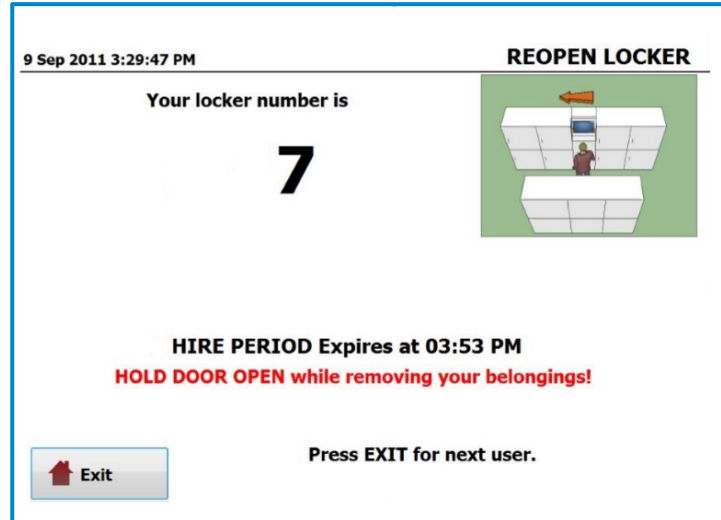 9 Sep 2011 3:29:47 PM
REOPEN LOCKER
Your locker number is
7
HIRE PERIOD Expires at 03:53 PM
HOLD DOOR OPEN while removing your belongings!
Press EXIT for next user.
Exit